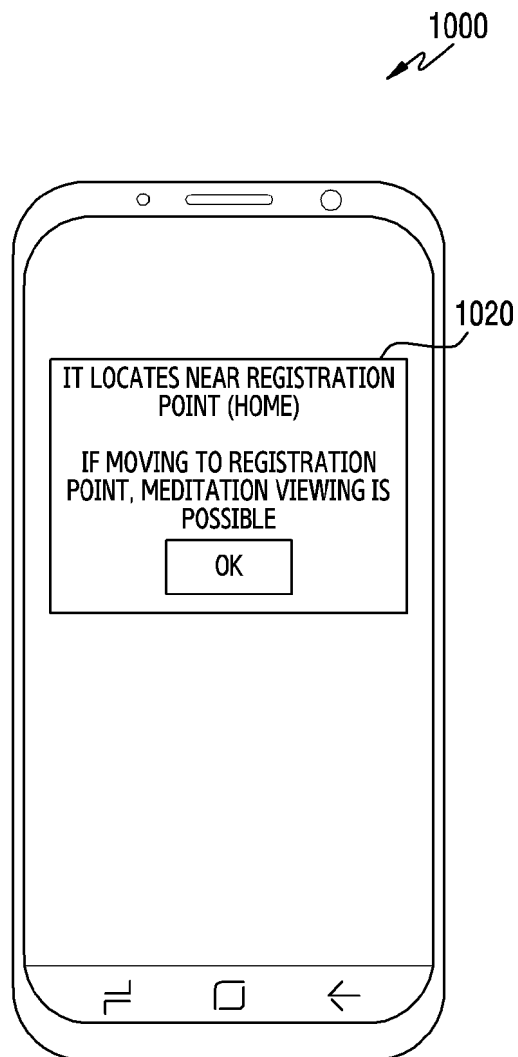 1000
1020
IT LOCATES NEAR REGISTRATION
POINT (HOME)
IF MOVING TO REGISTRATION
POINT, MEDITATION VIEWING IS
POSSIBLE
OK